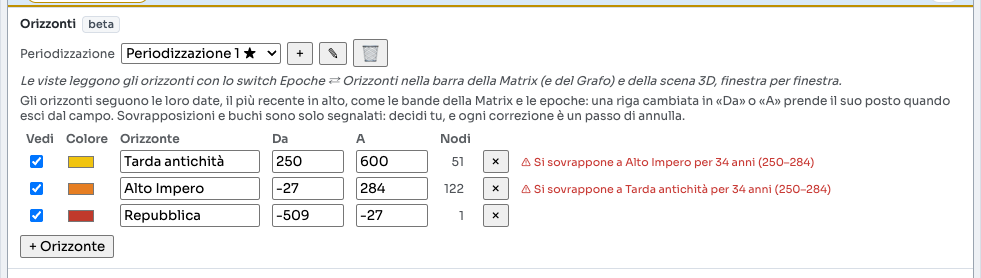 Orizzonti beta
Periodizzazione Periodizzazione 1 ★ + ✎ 🗑
Le viste leggono gli orizzonti con lo switch Epoche ⇄ Orizzonti nella barra della Matrix (e del Grafo) e della scena 3D, finestra per finestra.
Gli orizzonti seguono le loro date, il più recente in alto, come le bande della Matrix e le epoche: una riga cambiata in «Da» o «A» prende il suo posto quando
esci dal campo. Sovrapposizioni e buchi sono solo segnalati: decidi tu, e ogni correzione è un passo di annulla.
Vedi Colore Orizzonte Da A Nodi
Tarda antichità 250 600 51 × ⚠ Si sovrappone a Alto Impero per 34 anni (250–284)
Alto Impero -27 284 122 × ⚠ Si sovrappone a Tarda antichità per 34 anni (250–284)
Repubblica -509 -27 1 ×
+ Orizzonte